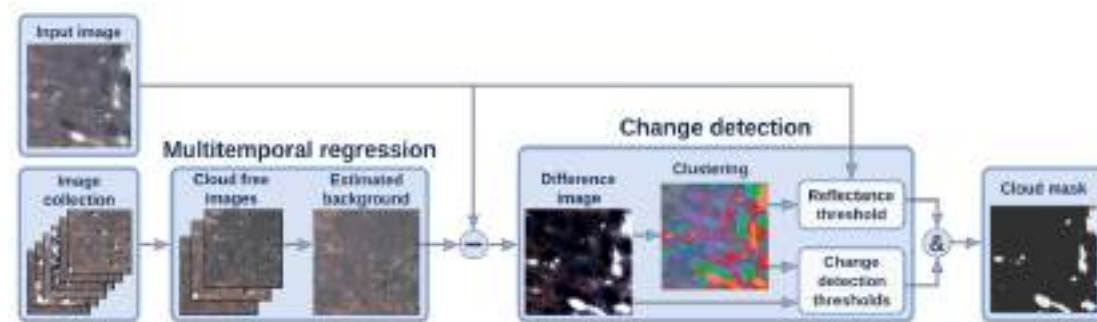 Input image
Image
collection
Multitemporal regression
Cloud free
images
Estimated
background
−
Change detection
Difference
image
Clustering
Reflectance
threshold
Change
detection
thresholds
&
Cloud mask